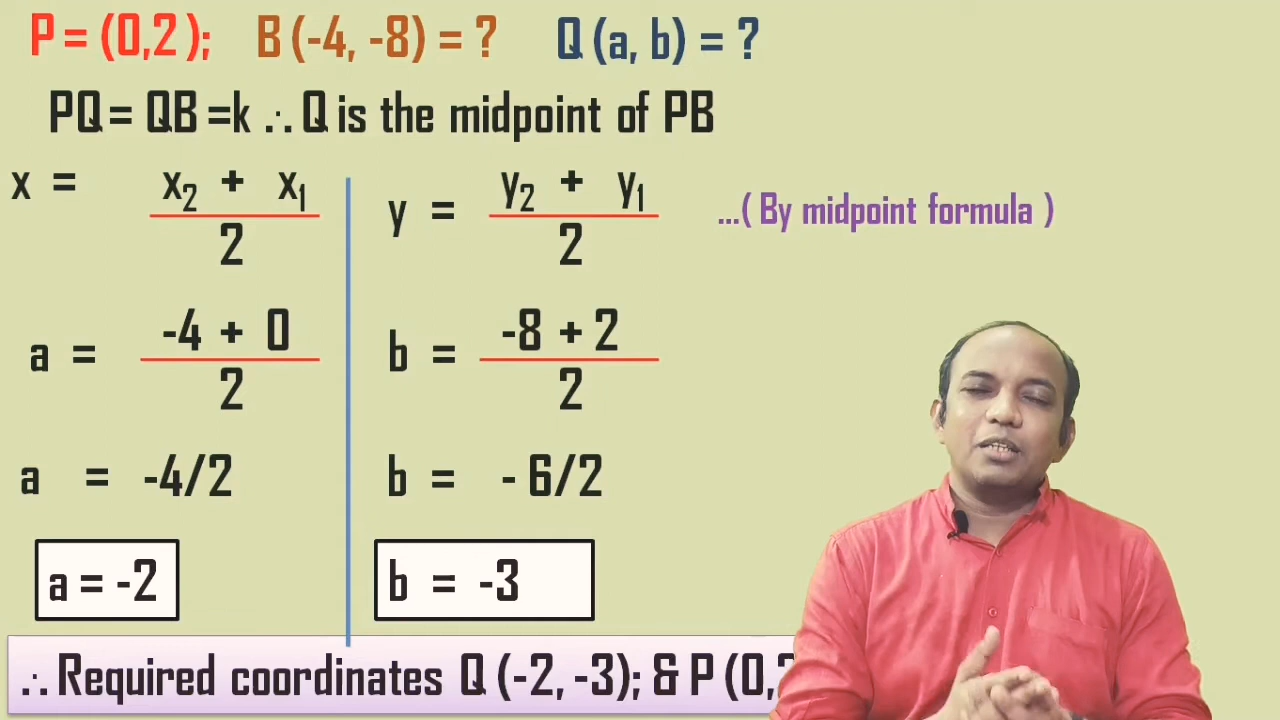 P = (0,2 ); B (-4, -8) = ? Q (a, b) = ?
PQ = QB =k ∴ Q is the midpoint of PB
x = x₂ + x₁ / 2 y = y₂ + y₁ / 2 ...( By midpoint formula )
a = -4 + 0 / 2 b = -8 + 2 / 2
a = -4/2 b = - 6/2
a = -2 b = -3
∴ Required coordinates Q (-2, -3); & P (0,